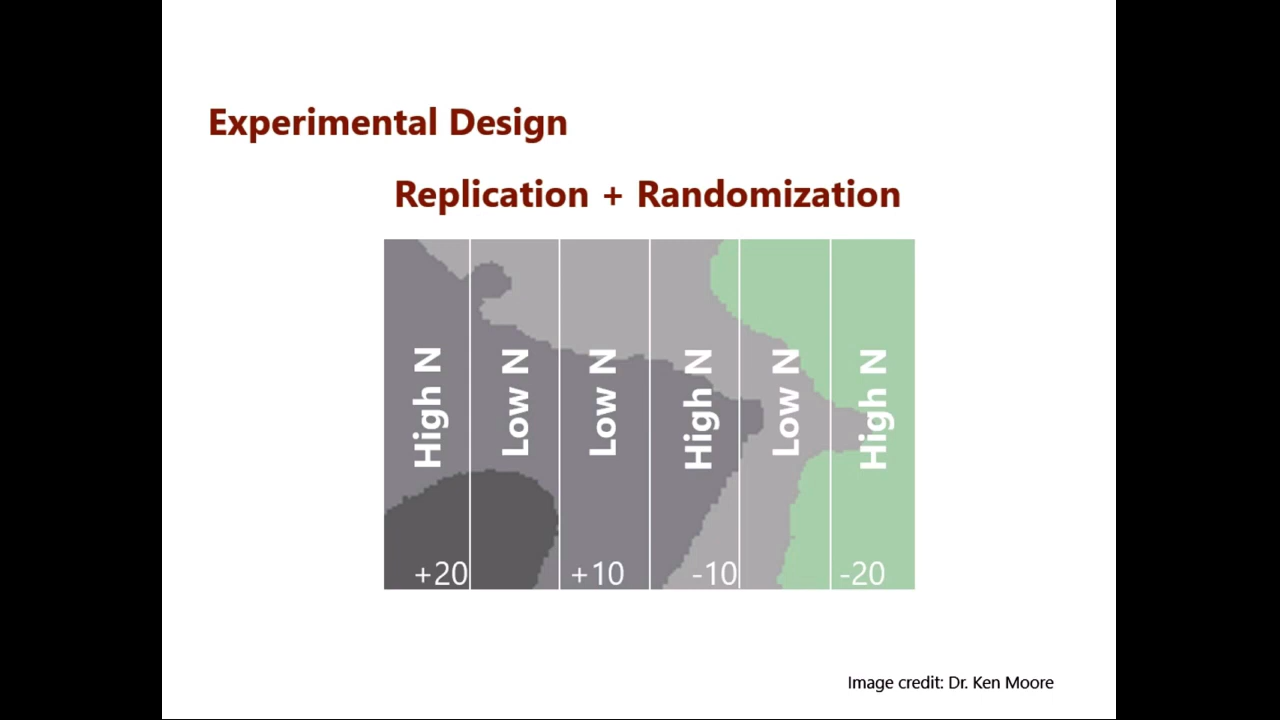 Experimental Design
Replication + Randomization
High N
Low N
Low N
High N
Low N
High N
+20
+10
-10
-20
Image credit: Dr. Ken Moore